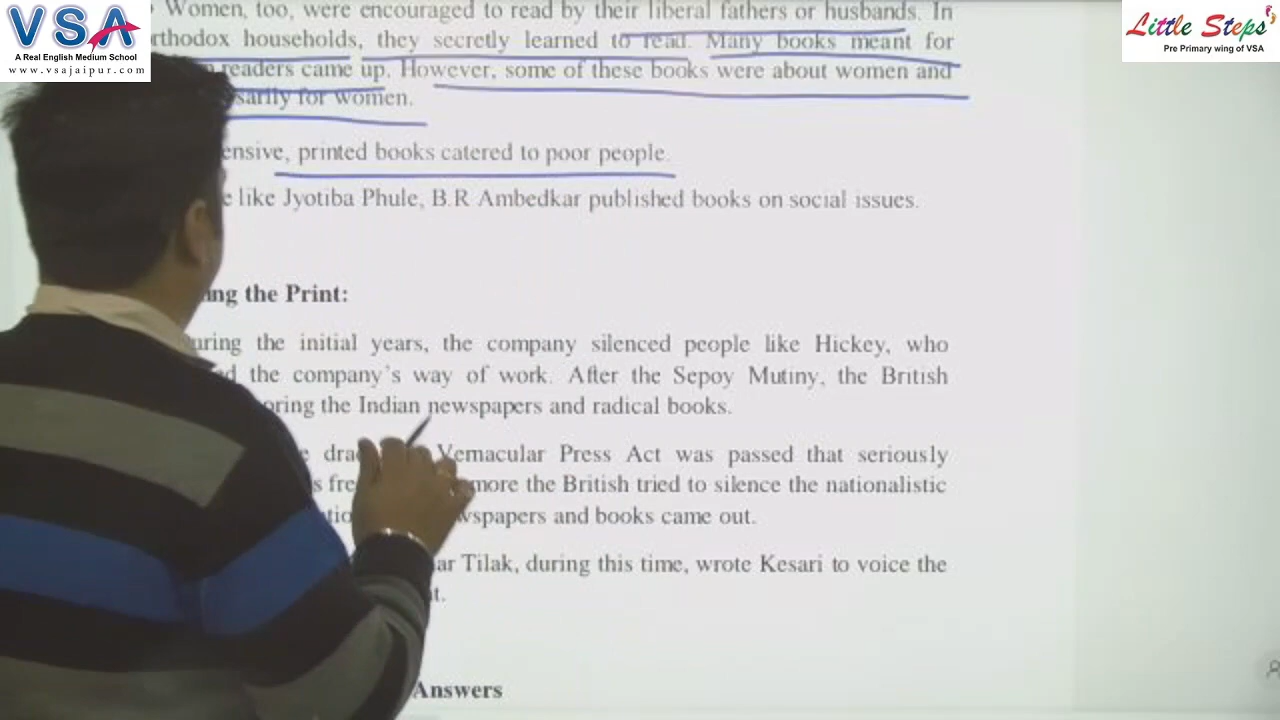 VSA
A Real English Medium School
www.vsajaipur.com
Little Steps
Pre Primary wing of VSA
Women, too, were encouraged to read by their liberal fathers or husbands. In
rthodox households, they secretly learned to read. Many books meant for
readers came up. However, some of these books were about women and
sarily for women.
ensive, printed books catered to poor people.
e like Jyotiba Phule, B.R Ambedkar published books on social issues.
ing the Print:
uring the initial years, the company silenced people like Hickey, who
d the company's way of work. After the Sepoy Mutiny, the British
oring the Indian newspapers and radical books.
dra Vernacular Press Act was passed that seriously
s fre more the British tried to silence the nationalistic
tio wspapers and books came out.
ar Tilak, during this time, wrote Kesari to voice the
t.
Answers